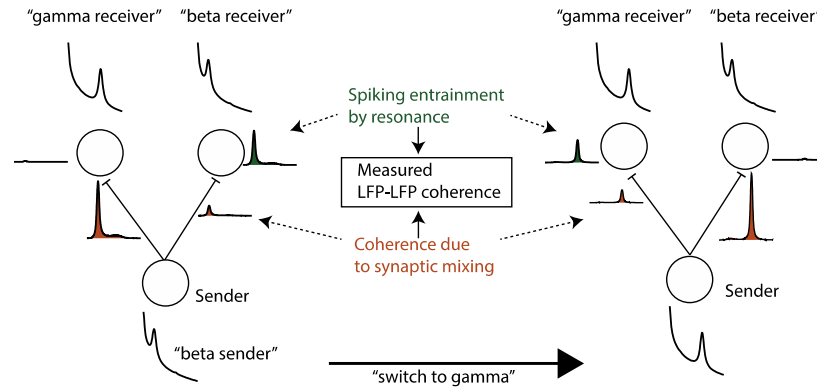 “gamma receiver”
“beta receiver”
“gamma receiver”
“beta receiver”
Spiking entrainment
by resonance
Measured
LFP-LFP coherence
Coherence due
to synaptic mixing
Sender
Sender
“beta sender”
“switch to gamma”